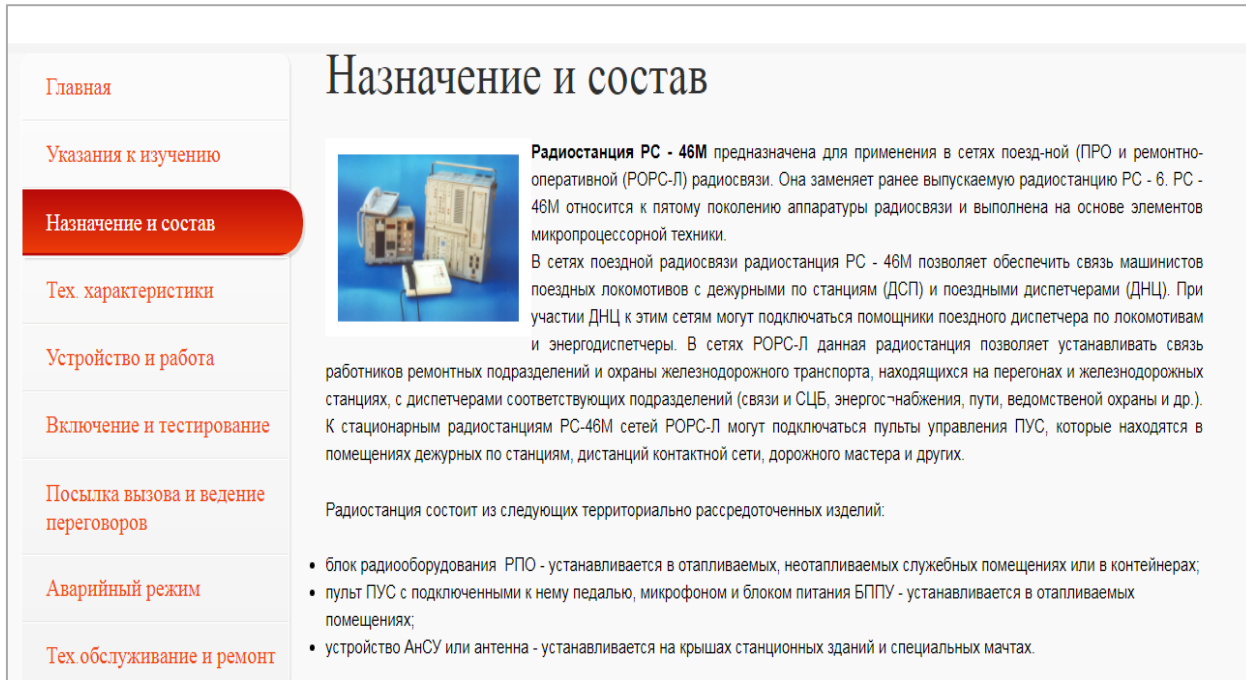 Главная
Указания к изучению
Назначение и состав
Тех. характеристики
Устройство и работа
Включение и тестирование
Посылка вызова и ведение
переговоров
Аварийный режим
Тех.обслуживание и ремонт
Назначение и состав
Радиостанция РС - 46М предназначена для применения в сетях поезд-ной (ПРО и ремонтно-
оперативной (РОРС-Л) радиосвязи. Она заменяет ранее выпускаемую радиостанцию РС - 6. РС -
46М относится к пятому поколению аппаратуры радиосвязи и выполнена на основе элементов
микропроцессорной техники.
В сетях поездной радиосвязи радиостанция РС - 46М позволяет обеспечить связь машинистов
поездных локомотивов с дежурными по станциям (ДСП) и поездными диспетчерами (ДНЦ). При
участии ДНЦ к этим сетям могут подключаться помощники поездного диспетчера по локомотивам
и энергодиспетчеры. В сетях РОРС-Л данная радиостанция позволяет устанавливать связь
работников ремонтных подразделений и охраны железнодорожного транспорта, находящихся на перегонах и железнодорожных
станциях, с диспетчерами соответствующих подразделений (связи и СЦБ, энергос¬набжения, пути, ведомственой охраны и др.).
К стационарным радиостанциям РС-46М сетей РОРС-Л могут подключаться пульты управления ПУС, которые находятся в
помещениях дежурных по станциям, дистанций контактной сети, дорожного мастера и других.
Радиостанция состоит из следующих территориально рассредоточенных изделий:
• блок радиооборудования РПО - устанавливается в отапливаемых, неотапливаемых служебных помещениях или в контейнерах;
• пульт ПУС с подключенными к нему педалью, микрофоном и блоком питания БППУ - устанавливается в отапливаемых
помещениях;
• устройство АнСУ или антенна - устанавливается на крышах станционных зданий и специальных мачтах.